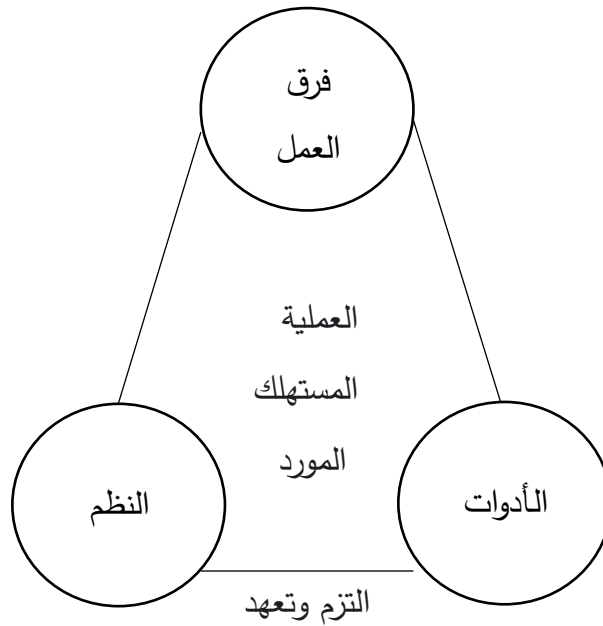 فرق
العمل
العملية
المستهلك
المورد
الأدوات
النظم
التزم وتعهد